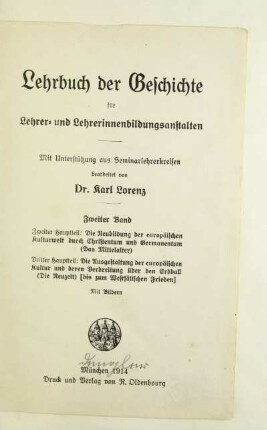 Lehrbuch der Geschichte
für
Lehrer- und Lehrerinnenbildungsanstalten
Mit Unterstützung aus Seminarlehrerkreisen
bearbeitet von
Dr. Karl Lorenz
Zweiter Band
Zweiter Hauptteil: Die Neubildung der europäischen
Kulturwelt durch Christentum und Germanentum
(Das Mittelalter)
Dritter Hauptteil: Die Ausgestaltung der europäischen
Kultur und deren Verbreitung über den Erdball
(Die Neuzeit) [bis zum Westfälischen Frieden]
Mit Bildern
München 1914
Druck und Verlag von R. Oldenbourg